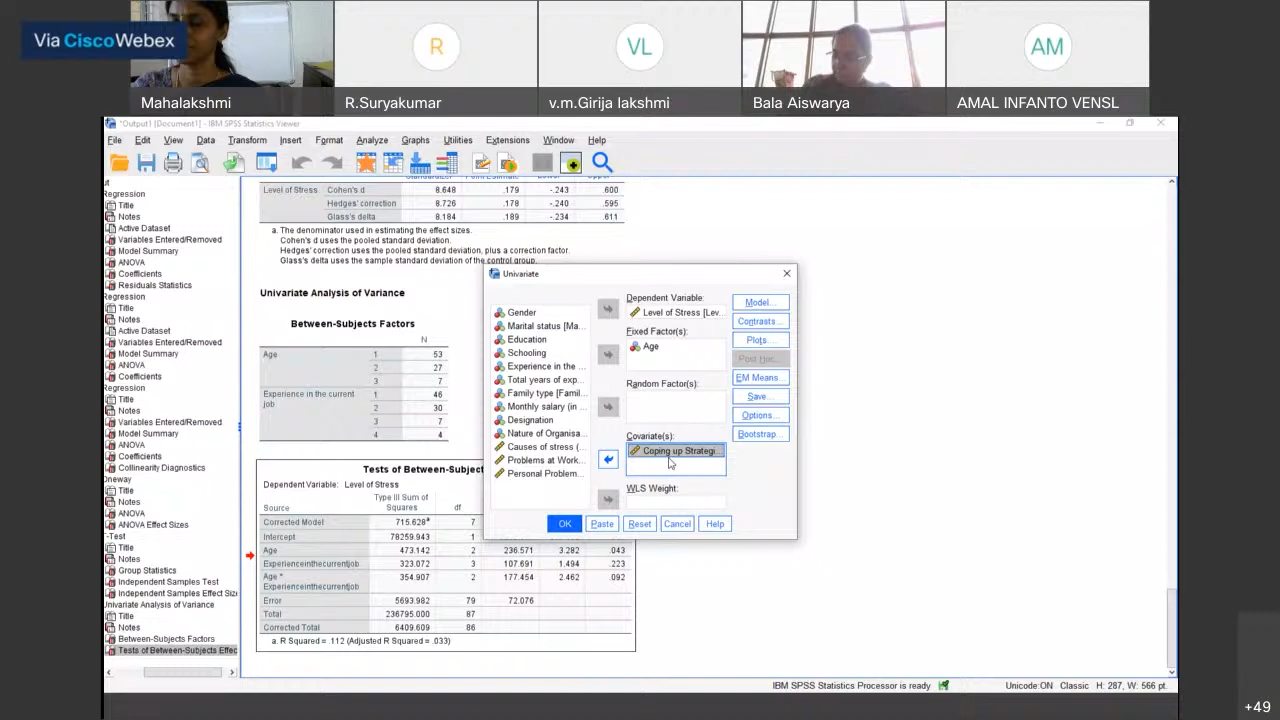 Via Cisco Webex
Mahalakshmi
R
R.Suryakumar
VL
v.m.Girija lakshmi
Bala Aiswarya
AM
AMAL INFANTO VENSL
*Output1 [Document1] - IBM SPSS Statistics Viewer
File Edit View Data Transform Insert Format Analyze Graphs Utilities Extensions Window Help
ut
Regression
Title
Notes
Active Dataset
Variables Entered/Removed
Model Summary
ANOVA
Coefficients
Residuals Statistics
Regression
Title
Notes
Active Dataset
Variables Entered/Removed
Model Summary
ANOVA
Coefficients
Regression
Title
Notes
Variables Entered/Removed
Model Summary
ANOVA
Coefficients
Collinearity Diagnostics
Oneway
Title
Notes
ANOVA
ANOVA Effect Sizes
T-Test
Title
Notes
Group Statistics
Independent Samples Test
Independent Samples Effect Size
Univariate Analysis of Variance
Title
Notes
Between-Subjects Factors
Tests of Between-Subjects Effec
Level of Stress Cohen's d 8.648 .179 -.243 .600
Hedges' correction 8.726 .178 -.240 .595
Glass's delta 8.184 .189 -.234 .611
a. The denominator used in estimating the effect sizes.
Cohen's d uses the pooled standard deviation.
Hedges' correction uses the pooled standard deviation, plus a correction factor.
Glass's delta uses the sample standard deviation of the control group.
Univariate Analysis of Variance
Between-Subjects Factors
N
Age 1 53
2 27
3 7
Experience in the current job 1 46
2 30
3 7
4 4
Tests of Between-Subject
Dependent Variable: Level of Stress
Source Type III Sum of Squares df
Corrected Model 715.628a 7
Intercept 78259.943 1
Age 473.142 2 236.571 3.282 .043
Experienceinthecurrentjob 323.072 3 107.691 1.494 .223
Age * Experienceinthecurrentjob 354.907 2 177.454 2.462 .092
Error 5693.982 79 72.076
Total 236795.000 87
Corrected Total 6409.609 86
a. R Squared = .112 (Adjusted R Squared = .033)
Univariate
Gender
Marital status [Ma...
Education
Schooling
Experience in the ...
Total years of exp...
Family type [Famil...
Monthly salary (in ...
Designation
Nature of Organisa...
Causes of stress (...
Problems at Work...
Personal Problem...
Dependent Variable:
Level of Stress [Lev...
Fixed Factor(s):
Age
Random Factor(s):
Covariate(s):
Coping up Strategi...
WLS Weight:
Model...
Contrasts...
Plots...
Post Hoc...
EM Means...
Save...
Options...
Bootstrap...
OK Paste Reset Cancel Help
IBM SPSS Statistics Processor is ready Unicode:ON Classic H: 287, W: 566 pt.
+49